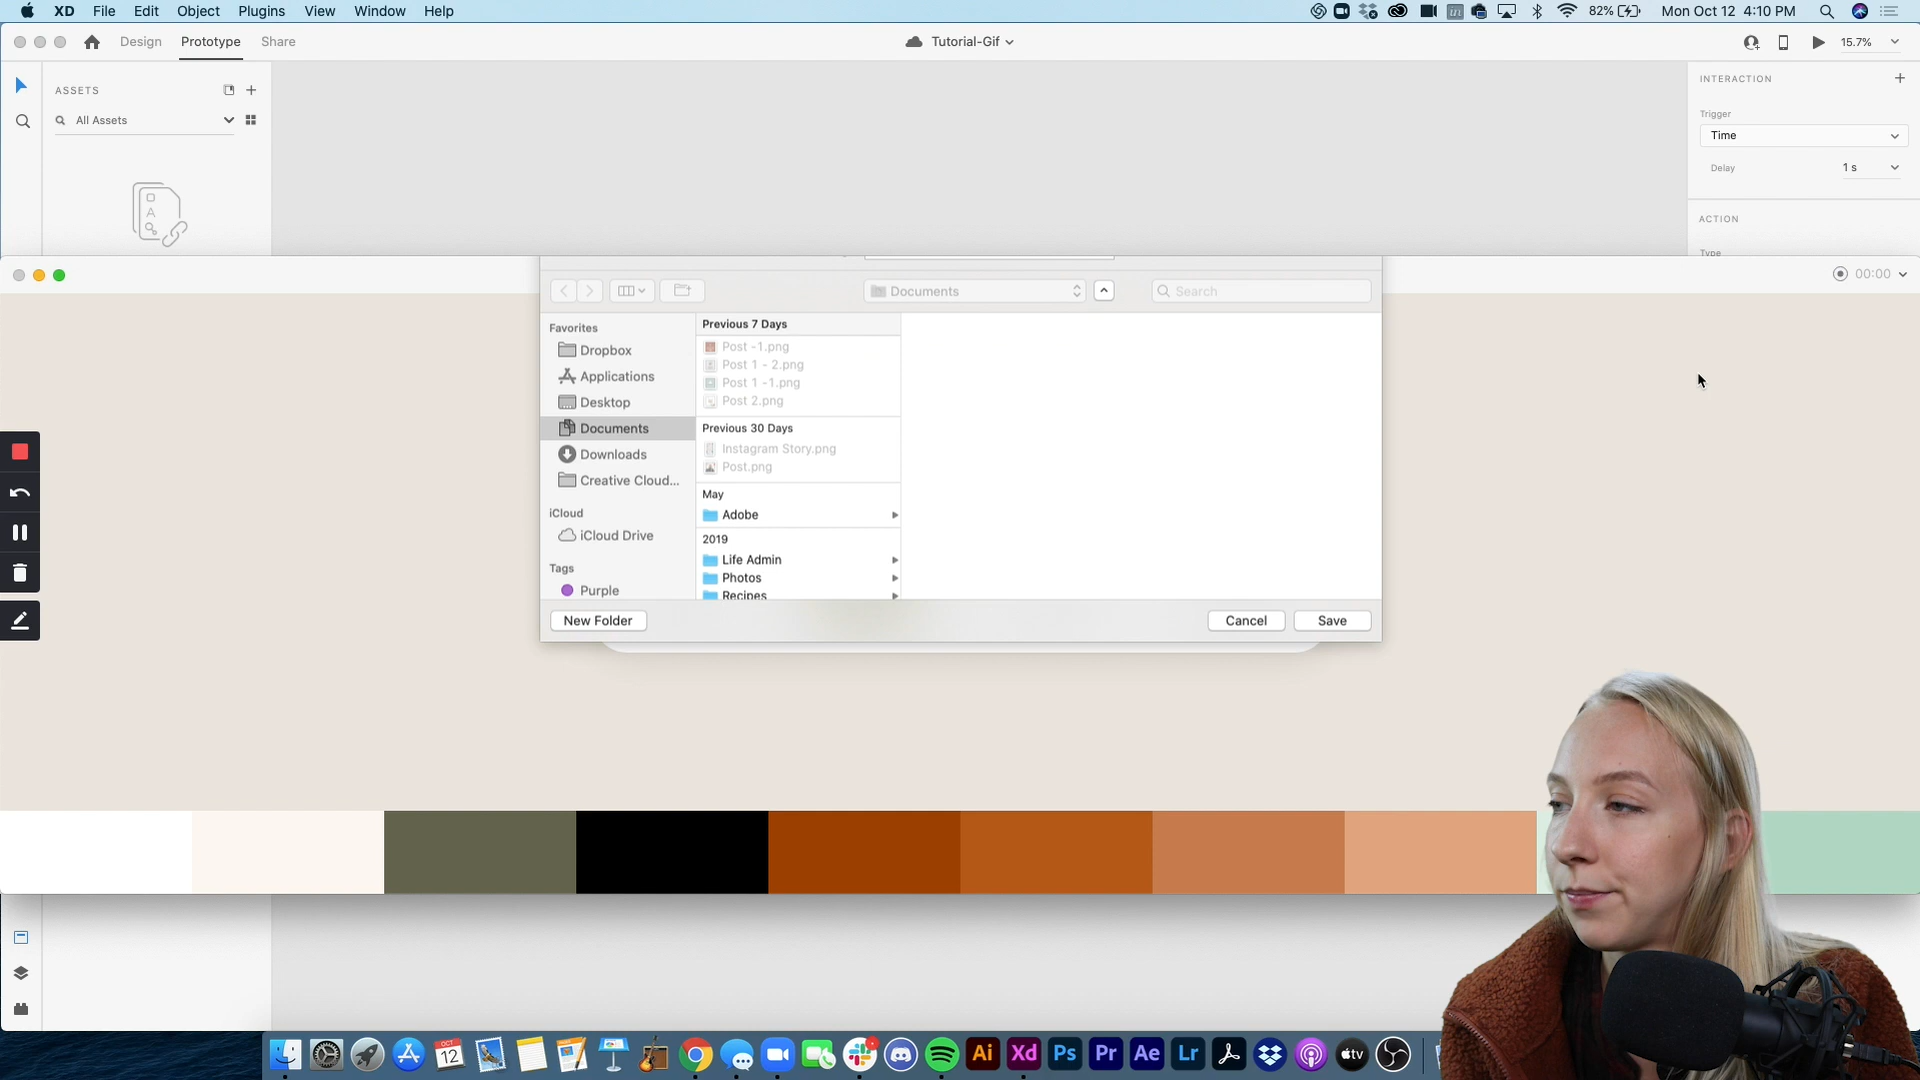 XD File Edit Object Plugins View Window Help 82% Mon Oct 12 4:10 PM
Design Prototype Share Tutorial-Gif 15.7%
ASSETS
All Assets
INTERACTION
Trigger
Time
Delay 1 s
ACTION
Type
00:00
Documents Search
Favorites
Dropbox
Applications
Desktop
Documents
Downloads
Creative Cloud...
iCloud
iCloud Drive
Tags
Purple
Previous 7 Days
Post -1.png
Post 1 - 2.png
Post 1 -1.png
Post 2.png
Previous 30 Days
Instagram Story.png
Post.png
May
Adobe
2019
Life Admin
Photos
Recipes
New Folder Cancel Save
OCT
12
Ai Xd Ps Pr Ae Lr tv